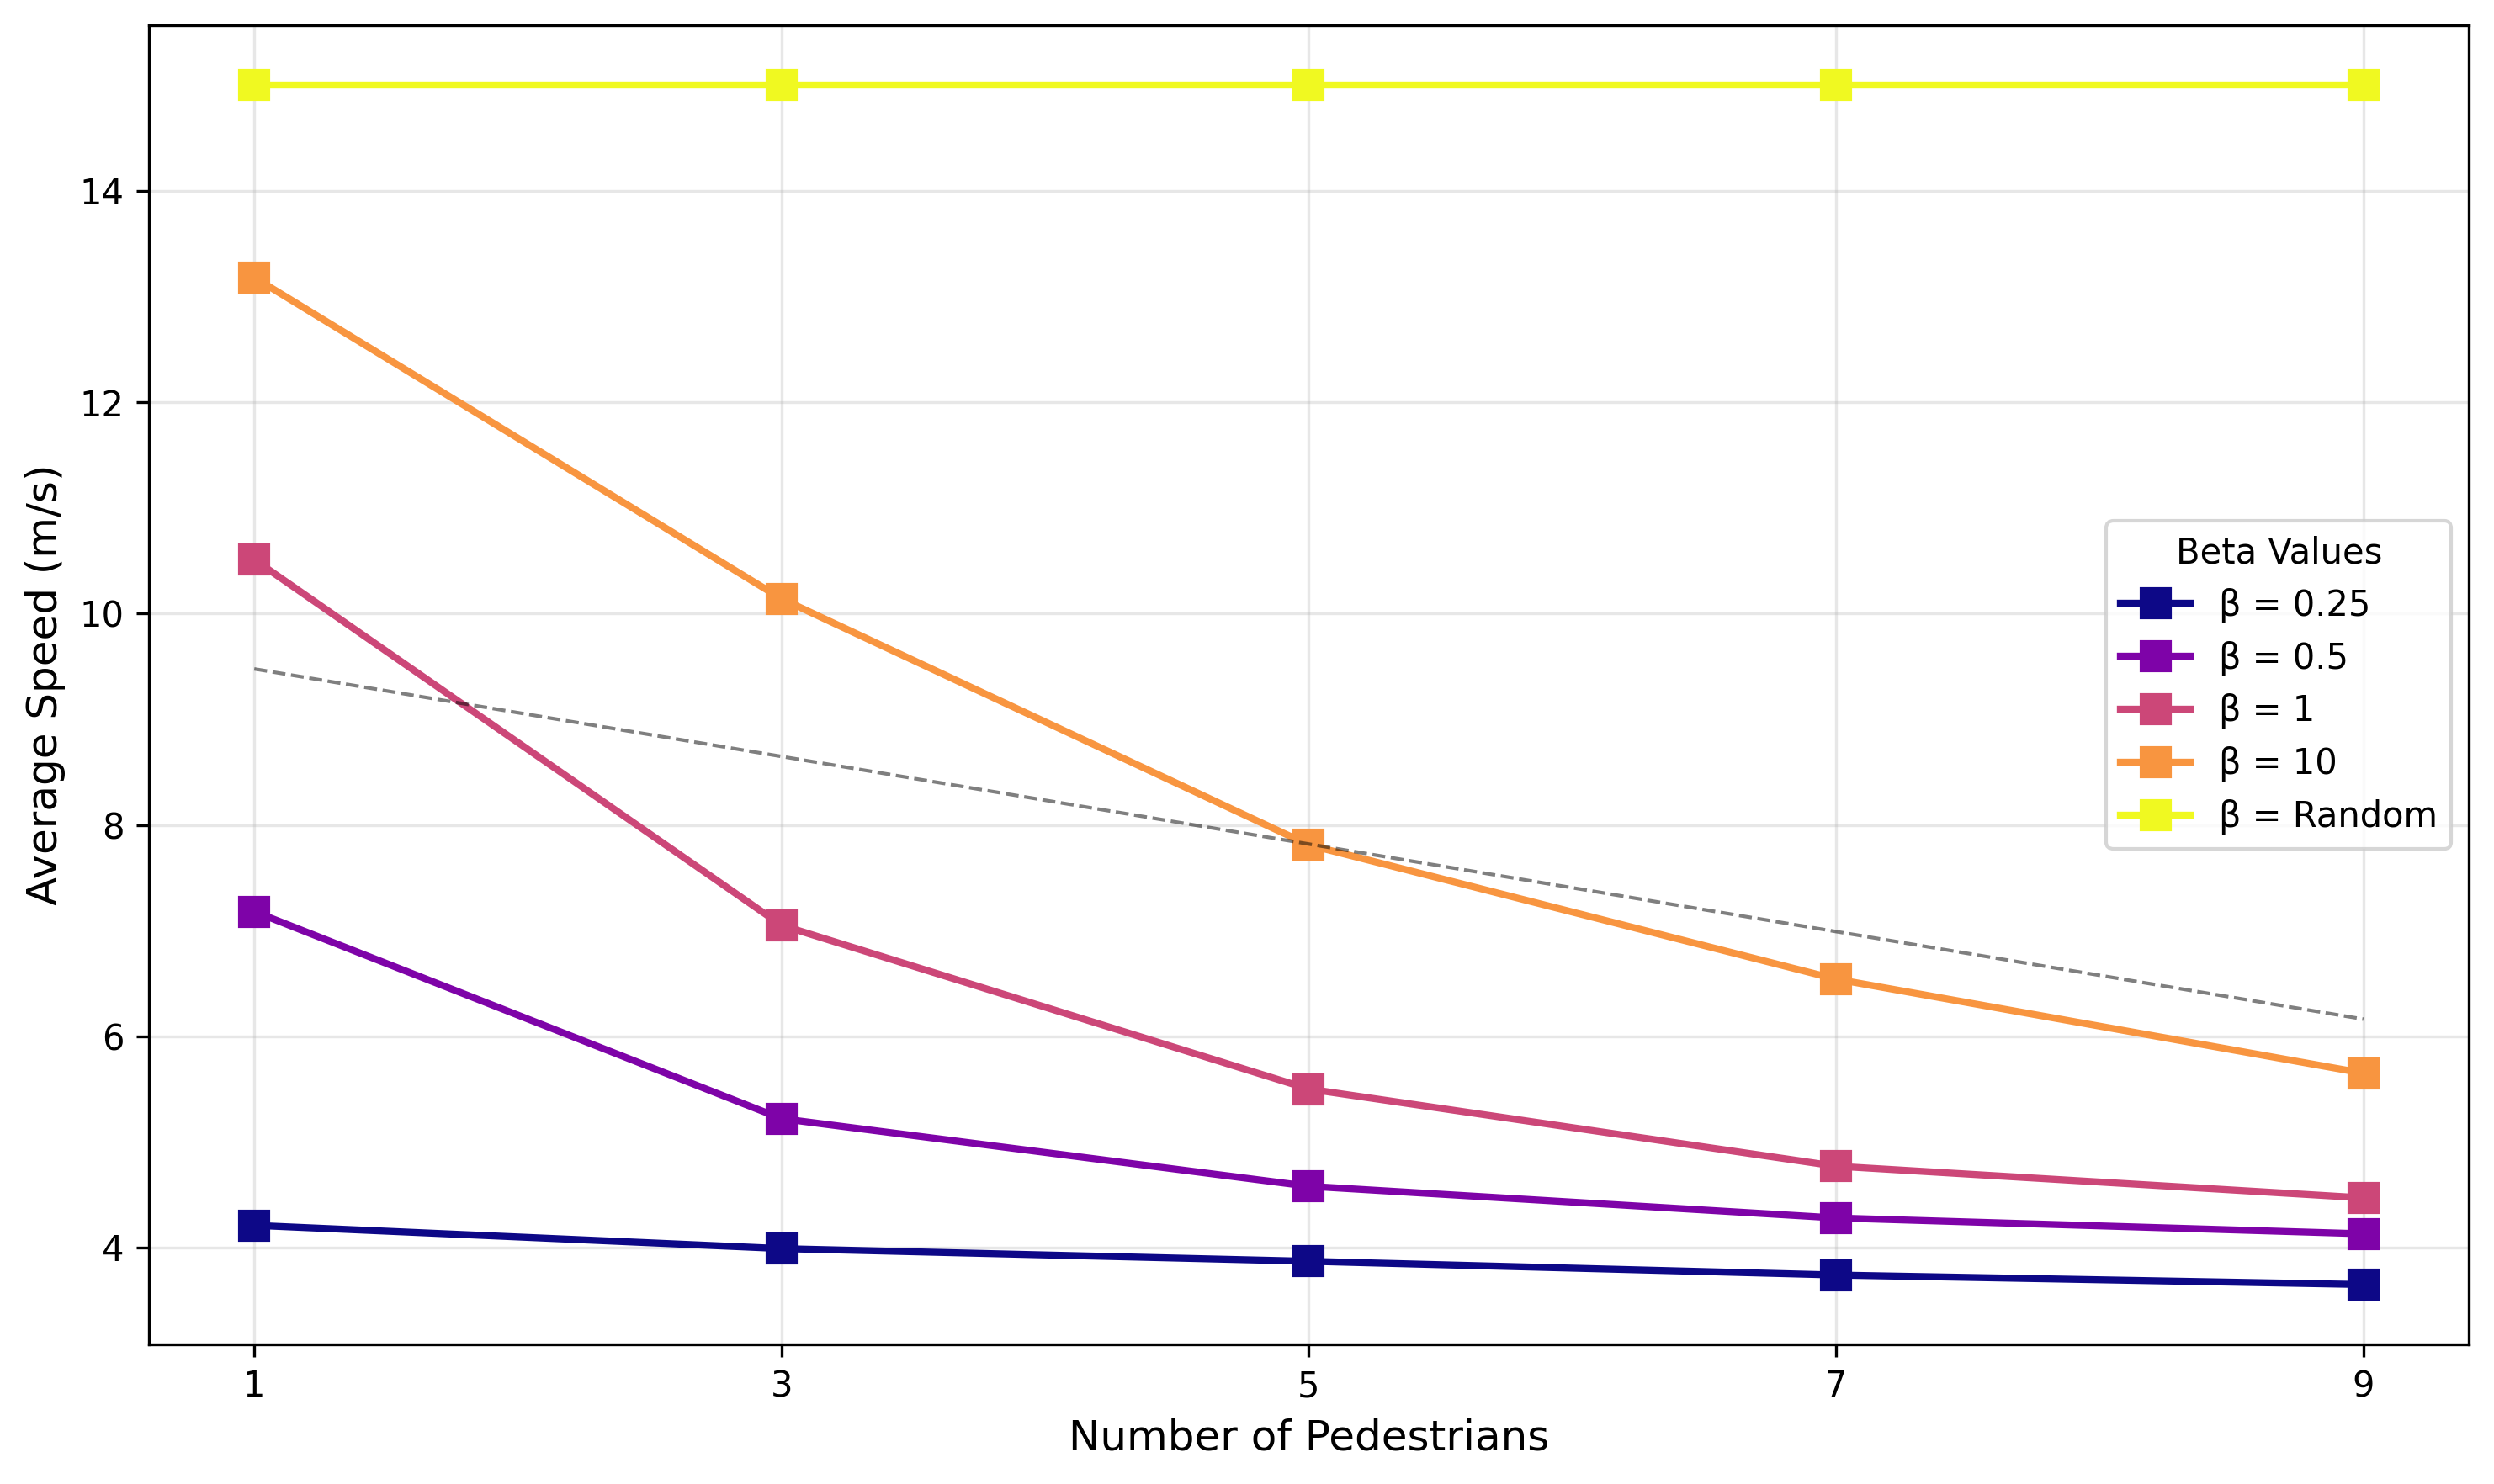 14
12
10
8
6
4
Average Speed (m/s)
Beta Values
β = 0.25
β = 0.5
β = 1
β = 10
β = Random
1 3 5 7 9
Number of Pedestrians